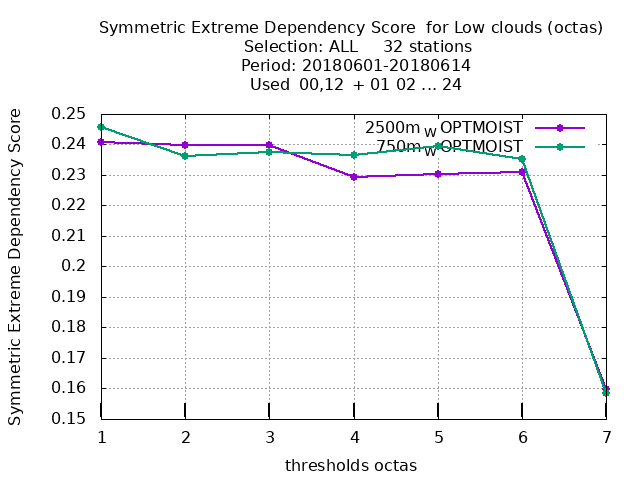 Symmetric Extreme Dependency Score  for Low clouds (octas)
Selection: ALL     32 stations
Period: 20180601-20180614
Used  00,12  + 01 02 ... 24
Symmetric Extreme Dependency Score
0.25
0.24
0.23
0.22
0.21
0.2
0.19
0.18
0.17
0.16
0.15
2500m W OPTMOIST
750m W OPTMOIST
1 2 3 4 5 6 7
thresholds octas